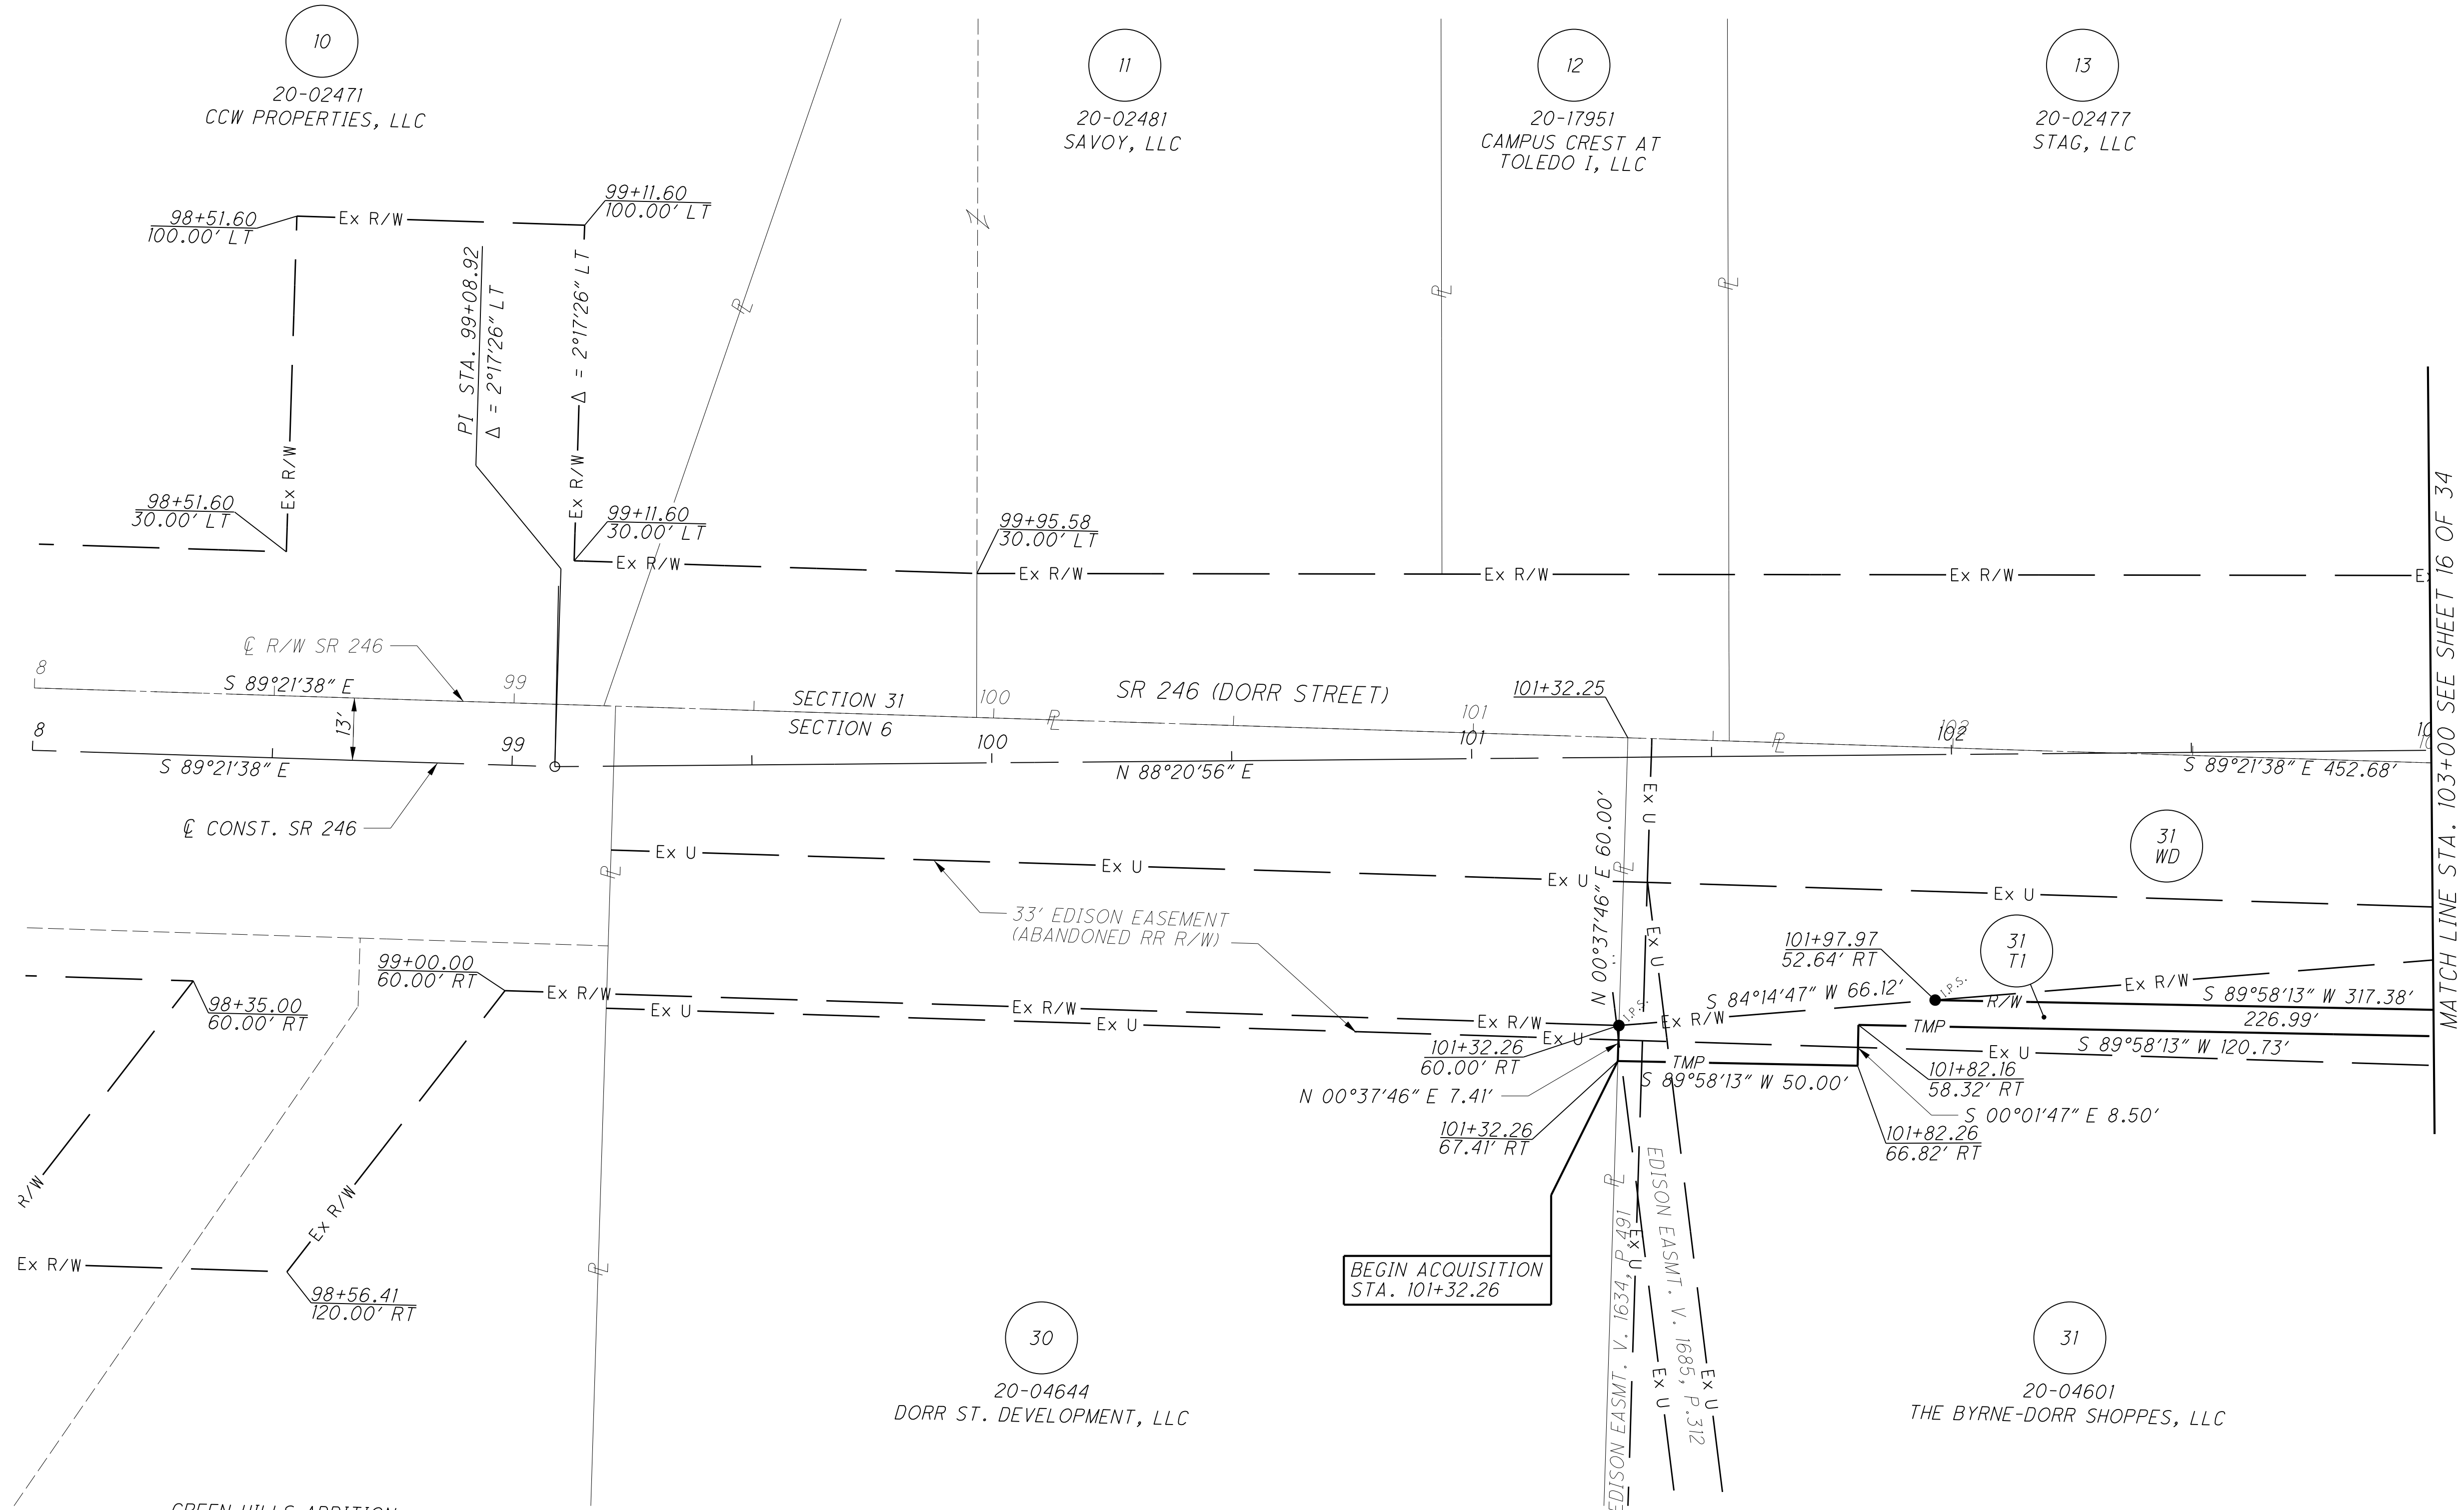 10
20-02471
CCW PROPERTIES, LLC
11
20-02481
SAVOY, LLC
12
20-17951
CAMPUS CREST AT
TOLEDO I, LLC
13
20-02477
STAG, LLC
98+51.60
100.00' LT
Ex R/W
99+11.60
100.00' LT
PI STA. 99+08.92
Δ = 2°17'26" LT
Δ = 2°17'26" LT
Ex R/W
Ex R/W
98+51.60
30.00' LT
99+11.60
30.00' LT
99+95.58
30.00' LT
Ex R/W
Ex R/W
Ex R/W
Ex R/W
MATCH LINE STA. 103+00 SEE SHEET 16 OF 34
℄ R/W SR 246
8
S 89°21'38" E
99
SECTION 31
100
SR 246 (DORR STREET)
101+32.25
101
102
13'
SECTION 6
8
99
100
101
102
S 89°21'38" E
N 88°20'56" E
S 89°21'38" E 452.68'
℄ CONST. SR 246
N 00°37'46" E 60.00'
Ex U
Ex U
Ex U
Ex U
Ex U
Ex U
31
WD
33' EDISON EASEMENT
(ABANDONED RR R/W)
31
T1
101+97.97
52.64' RT
I.P.S.
S 84°14'47" W 66.12'
Ex R/W
R/W
S 89°58'13" W 317.38'
99+00.00
60.00' RT
98+35.00
60.00' RT
Ex R/W
Ex R/W
Ex R/W
I.P.S.
Ex R/W
Ex U
Ex U
Ex U
Ex U
TMP
226.99'
S 89°58'13" W 120.73'
101+32.26
60.00' RT
TMP
S 89°58'13" W 50.00'
N 00°37'46" E 7.41'
101+82.16
58.32' RT
S 00°01'47" E 8.50'
101+32.26
67.41' RT
101+82.26
66.82' RT
R/W
Ex R/W
Ex R/W
98+56.41
120.00' RT
BEGIN ACQUISITION
STA. 101+32.26
EDISON EASMT. V. 1634, P.491
EDISON EASMT. V. 1685, P.312
Ex U
Ex U
Ex U
30
20-04644
DORR ST. DEVELOPMENT, LLC
31
20-04601
THE BYRNE-DORR SHOPPES, LLC